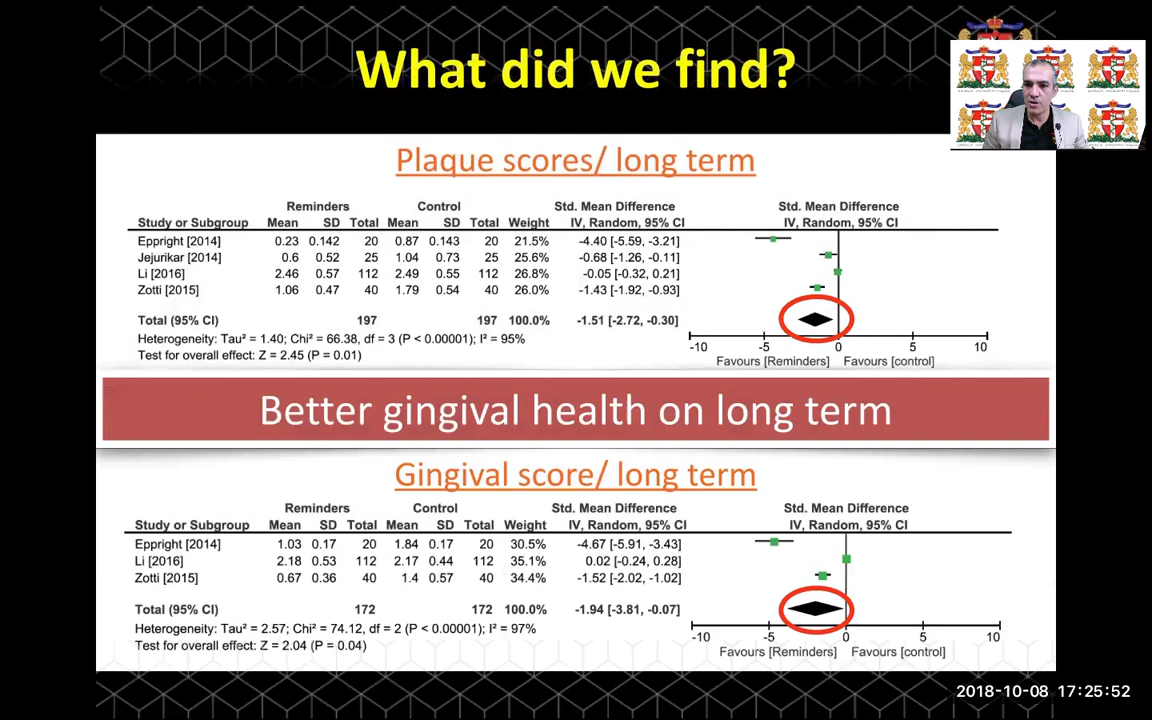 What did we find?
Plaque scores/ long term
Reminders Control Std. Mean Difference Std. Mean Difference
Study or Subgroup Mean SD Total Mean SD Total Weight IV, Random, 95% CI IV, Random, 95% CI
Eppright [2014] 0.23 0.142 20 0.87 0.143 20 21.5% -4.40 [-5.59, -3.21]
Jejurikar [2014] 0.6 0.52 25 1.04 0.73 25 25.6% -0.68 [-1.26, -0.11]
Li [2016] 2.46 0.57 112 2.49 0.55 112 26.8% -0.05 [-0.32, 0.21]
Zotti [2015] 1.06 0.47 40 1.79 0.54 40 26.0% -1.43 [-1.92, -0.93]
Total (95% CI) 197 197 100.0% -1.51 [-2.72, -0.30]
Heterogeneity: Tau² = 1.40; Chi² = 66.38, df = 3 (P < 0.00001); I² = 95%
Test for overall effect: Z = 2.45 (P = 0.01)
-10 -5 0 5 10
Favours [Reminders] Favours [control]
Better gingival health on long term
Gingival score/ long term
Reminders Control Std. Mean Difference Std. Mean Difference
Study or Subgroup Mean SD Total Mean SD Total Weight IV, Random, 95% CI IV, Random, 95% CI
Eppright [2014] 1.03 0.17 20 1.84 0.17 20 30.5% -4.67 [-5.91, -3.43]
Li [2016] 2.18 0.53 112 2.17 0.44 112 35.1% 0.02 [-0.24, 0.28]
Zotti [2015] 0.67 0.36 40 1.4 0.57 40 34.4% -1.52 [-2.02, -1.02]
Total (95% CI) 172 172 100.0% -1.94 [-3.81, -0.07]
Heterogeneity: Tau² = 2.57; Chi² = 74.12, df = 2 (P < 0.00001); I² = 97%
Test for overall effect: Z = 2.04 (P = 0.04)
-10 -5 0 5 10
Favours [Reminders] Favours [control]
2018-10-08 17:25:52